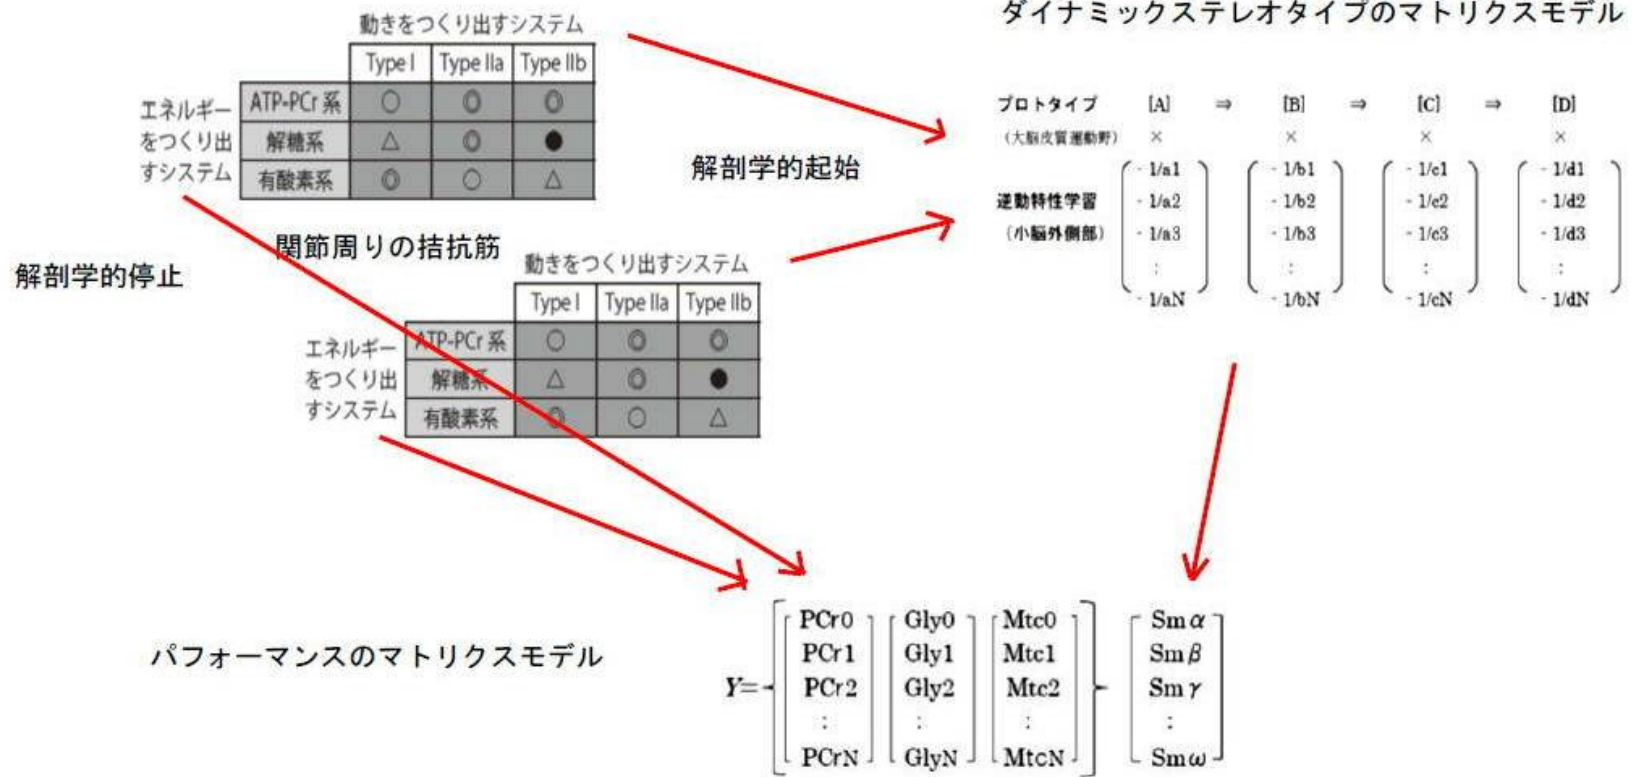 ダイナミックステレオタイプのマトリクスモデル
動きをつくり出すシステム
Type I Type IIa Type IIb
エネルギー
をつくり出
すシステム
ATP-PCr 系 ○ ◎ ◎
解糖系 △ ◎ ●
有酸素系 ◎ ○ △
プロトタイプ [A] ⇒ [B] ⇒ [C] ⇒ [D]
(大脳皮質運動野) × × × ×
- 1/a1 - 1/b1 - 1/c1 - 1/d1
逆動特性学習 - 1/a2 - 1/b2 - 1/c2 - 1/d2
(小脳外側部) - 1/a3 - 1/b3 - 1/c3 - 1/d3
: : : :
- 1/aN - 1/bN - 1/cN - 1/dN
解剖学的起始
解剖学的停止
関節周りの拮抗筋
動きをつくり出すシステム
Type I Type IIa Type IIb
エネルギー
をつくり出
すシステム
ATP-PCr 系 ○ ◎ ◎
解糖系 △ ◎ ●
有酸素系 ◎ ○ △
パフォーマンスのマトリクスモデル
PCr0 Gly0 Mtc0 Smα
PCr1 Gly1 Mtc1 Smβ
Y= PCr2 Gly2 Mtc2 Smγ
: : : :
PCrN GlyN MtcN Smω